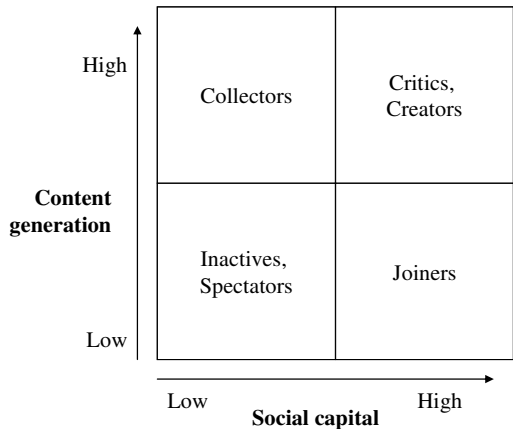 High
Collectors
Critics,
Creators
Content
generation
Inactives,
Spectators
Joiners
Low
Low
High
Social capital